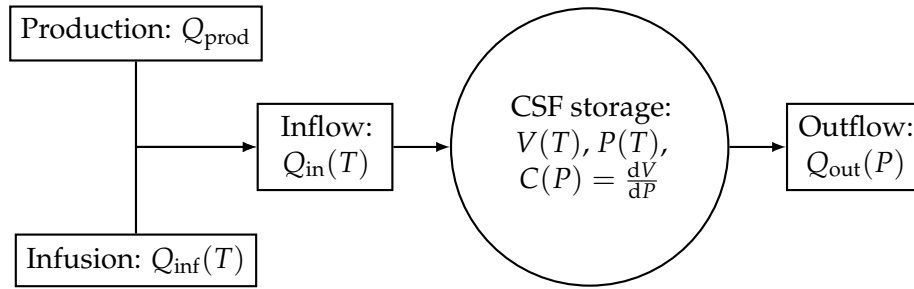 Production: Q_prod
Inflow:
Q_in(T)
CSF storage:
V(T), P(T),
C(P) = dV/dP
Outflow:
Q_out(P)
Infusion: Q_inf(T)